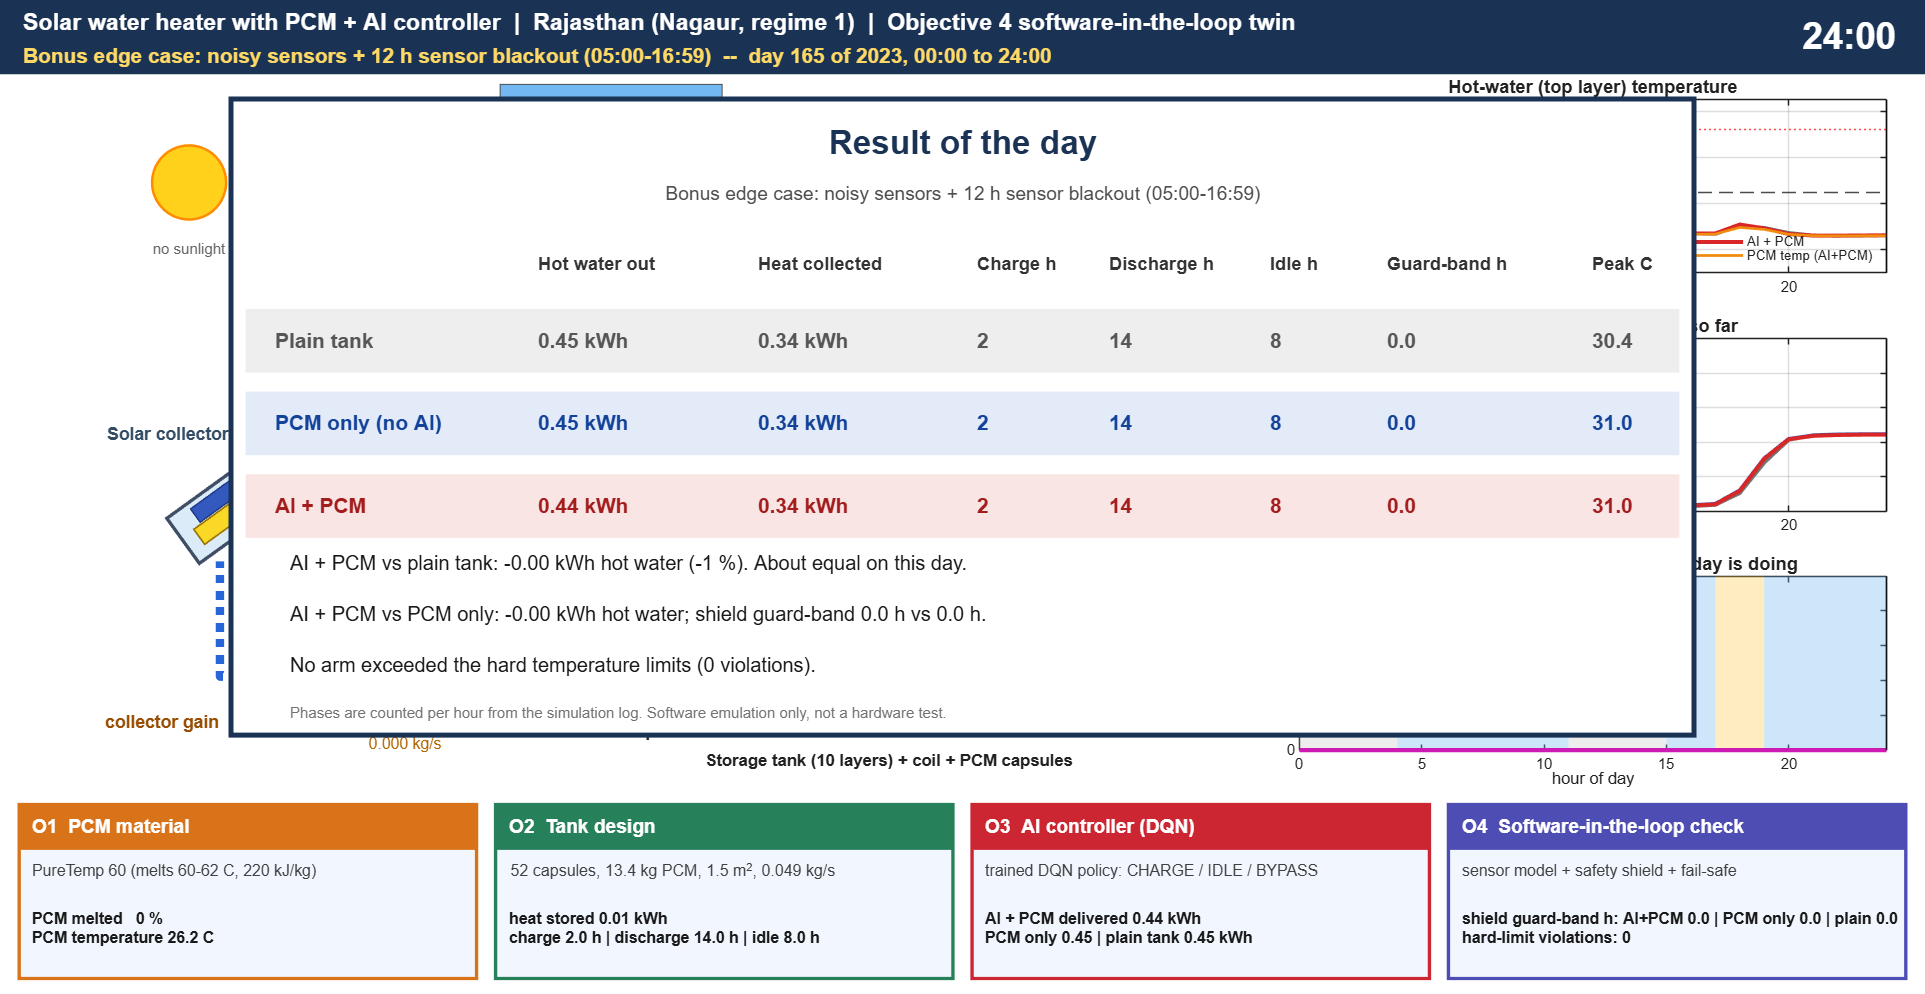 Solar water heater with PCM + AI controller | Rajasthan (Nagaur, regime 1) | Objective 4 software-in-the-loop twin
24:00
Bonus edge case: noisy sensors + 12 h sensor blackout (05:00-16:59) -- day 165 of 2023, 00:00 to 24:00
Hot-water (top layer) temperature
no sunlight
AI + PCM
PCM temp (AI+PCM)
20
so far
20
day is doing
Result of the day
Bonus edge case: noisy sensors + 12 h sensor blackout (05:00-16:59)
Hot water out Heat collected Charge h Discharge h Idle h Guard-band h Peak C
Plain tank 0.45 kWh 0.34 kWh 2 14 8 0.0 30.4
PCM only (no AI) 0.45 kWh 0.34 kWh 2 14 8 0.0 31.0
AI + PCM 0.44 kWh 0.34 kWh 2 14 8 0.0 31.0
AI + PCM vs plain tank: -0.00 kWh hot water (-1 %). About equal on this day.
AI + PCM vs PCM only: -0.00 kWh hot water; shield guard-band 0.0 h vs 0.0 h.
No arm exceeded the hard temperature limits (0 violations).
Phases are counted per hour from the simulation log. Software emulation only, not a hardware test.
Solar collector
collector gain
0.000 kg/s
Storage tank (10 layers) + coil + PCM capsules
0
0 5 10 15 20
hour of day
O1 PCM material
PureTemp 60 (melts 60-62 C, 220 kJ/kg)
PCM melted 0 %
PCM temperature 26.2 C
O2 Tank design
52 capsules, 13.4 kg PCM, 1.5 m², 0.049 kg/s
heat stored 0.01 kWh
charge 2.0 h | discharge 14.0 h | idle 8.0 h
O3 AI controller (DQN)
trained DQN policy: CHARGE / IDLE / BYPASS
AI + PCM delivered 0.44 kWh
PCM only 0.45 | plain tank 0.45 kWh
O4 Software-in-the-loop check
sensor model + safety shield + fail-safe
shield guard-band h: AI+PCM 0.0 | PCM only 0.0 | plain 0.0
hard-limit violations: 0